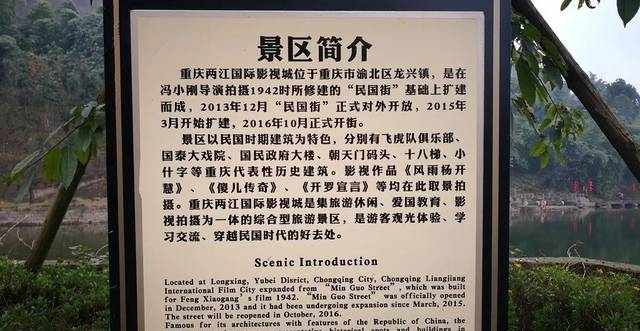 景区简介
重庆两江国际影视城位于重庆市渝北区龙兴镇，是在
冯小刚导演拍摄1942时所修建的“民国街”基础上扩建
而成，2013年12月“民国街”正式对外开放，2015年
3月开始扩建，2016年10月正式开街。
景区以民国时期建筑为特色，分别有飞虎队俱乐部、
国泰大戏院、国民政府大楼、朝天门码头、十八梯、小
什字等重庆代表性历史建筑。影视作品《风雨杨开
慧》、《傻儿传奇》、《开罗宣言》等均在此取景拍
摄。重庆两江国际影视城是集旅游休闲、爱国教育、影
视拍摄为一体的综合型旅游景区，是游客观光体验、学
习交流、穿越民国时代的好去处。
Scenic Introduction
Located at Longxing, Yubei Disrict, Chongqing City, Chongqing Liangjiang
International Film City expanded from “Min Guo Street”, which was built
for Feng Xiaogang's film 1942. “Min Guo Street” was officially opened
in December, 2013 and it had been undergoing expansion since March, 2015.
The street will be reopened in October, 2016.
Famous for its architectures with features of the Republic of China, the
historical spots and buildings in